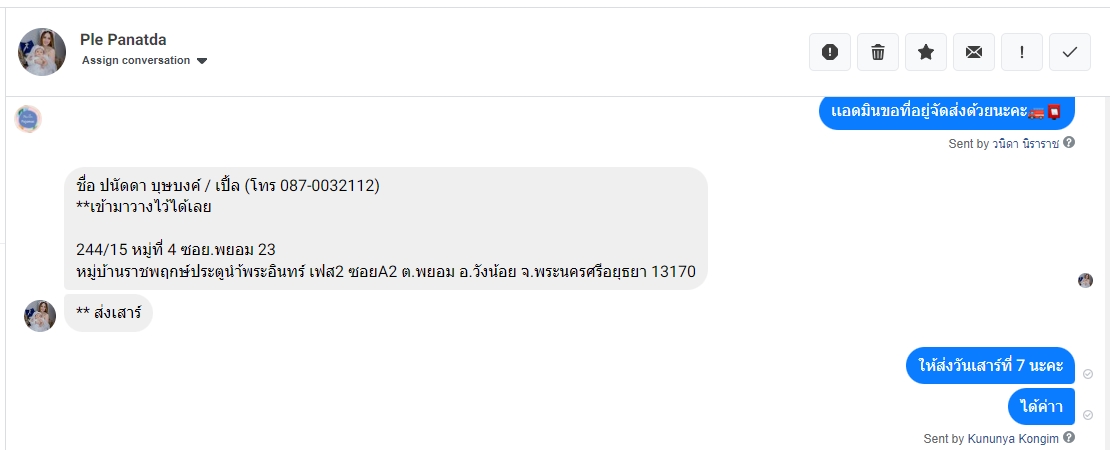 Ple Panatda
Assign conversation
แอดมินขอที่อยู่จัดส่งด้วยนะคะ🚒📮
Sent by วนิดา นิราราช
ชื่อ ปนัดดา บุษบงค์ / เปิ้ล (โทร 087-0032112)
**เข้ามาวางไว้ได้เลย
244/15 หมู่ที่ 4 ซอย.พยอม 23
หมู่บ้านราชพฤกษ์ประตูน้ำพระอินทร์ เฟส2 ซอยA2 ต.พยอม อ.วังน้อย จ.พระนครศรีอยุธยา 13170
** ส่งเสาร์
ให้ส่งวันเสาร์ที่ 7 นะคะ
ได้ค่าา
Sent by Kununya Kongim